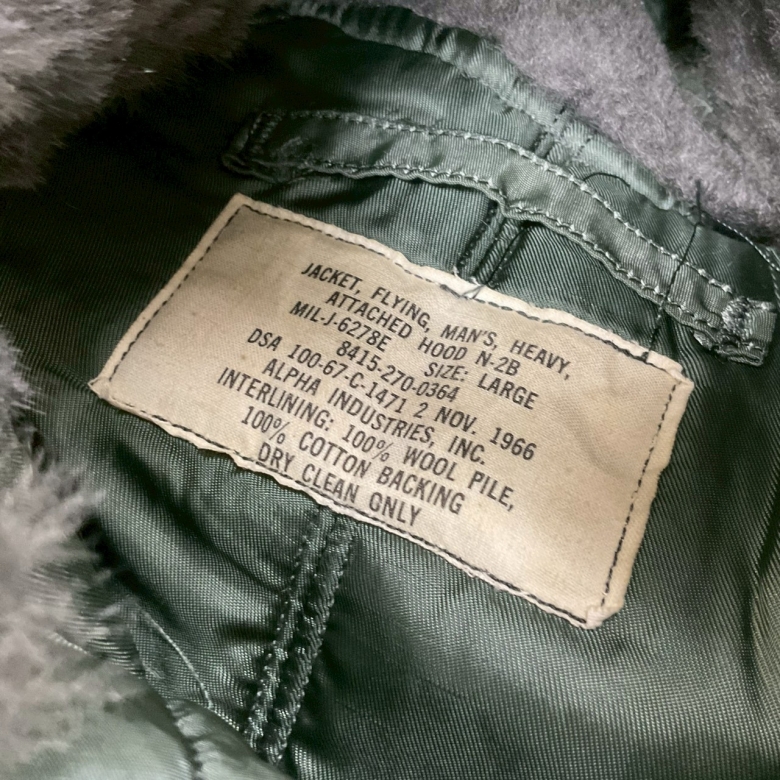 JACKET, FLYING, MAN'S, HEAVY,
ATTACHED HOOD N-2B
MIL-J-6278E SIZE: LARGE
8415-270-0364
DSA 100-67-C-1471 2 NOV. 1966
ALPHA INDUSTRIES, INC.
INTERLINING: 100% WOOL PILE,
100% COTTON BACKING
DRY CLEAN ONLY